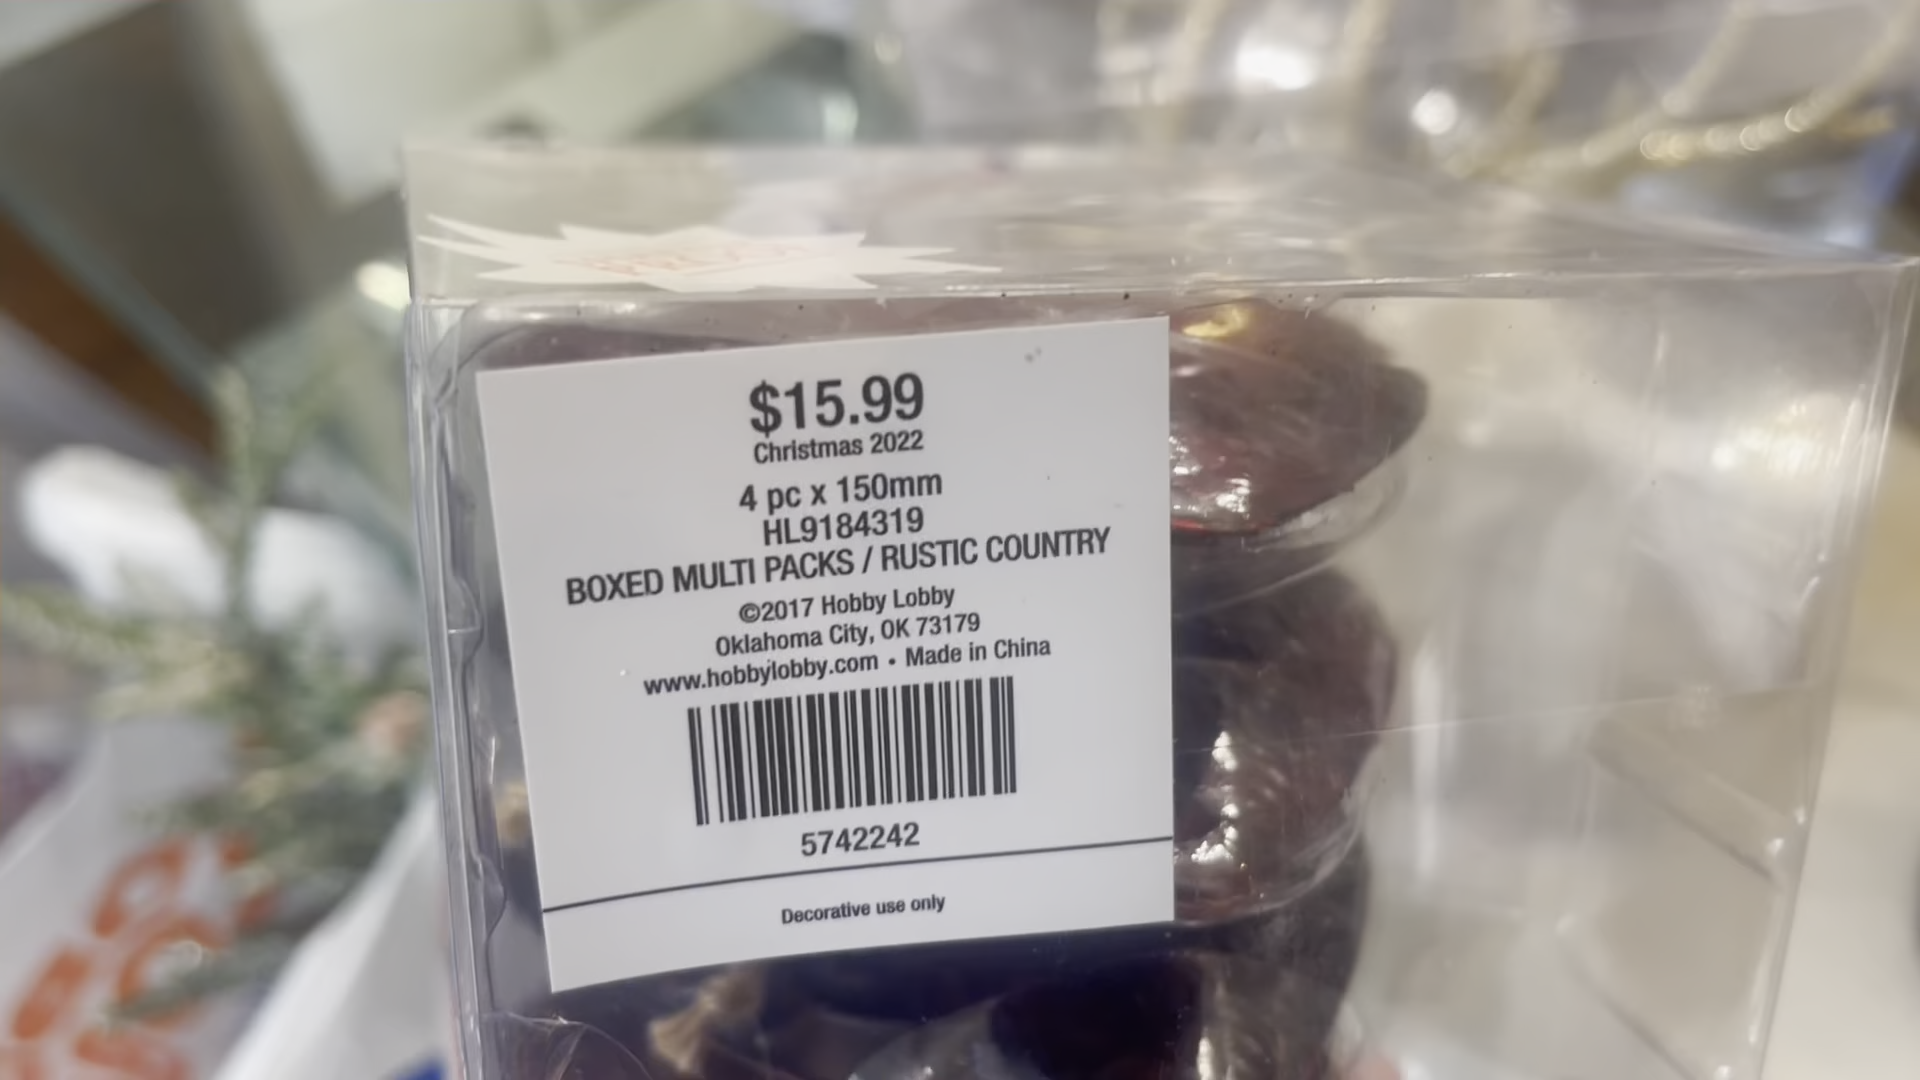 $15.99
Christmas 2022
4 pc x 150mm
HL9184319
BOXED MULTI PACKS / RUSTIC COUNTRY
©2017 Hobby Lobby
Oklahoma City, OK 73179
www.hobbylobby.com • Made in China
5742242
Decorative use only